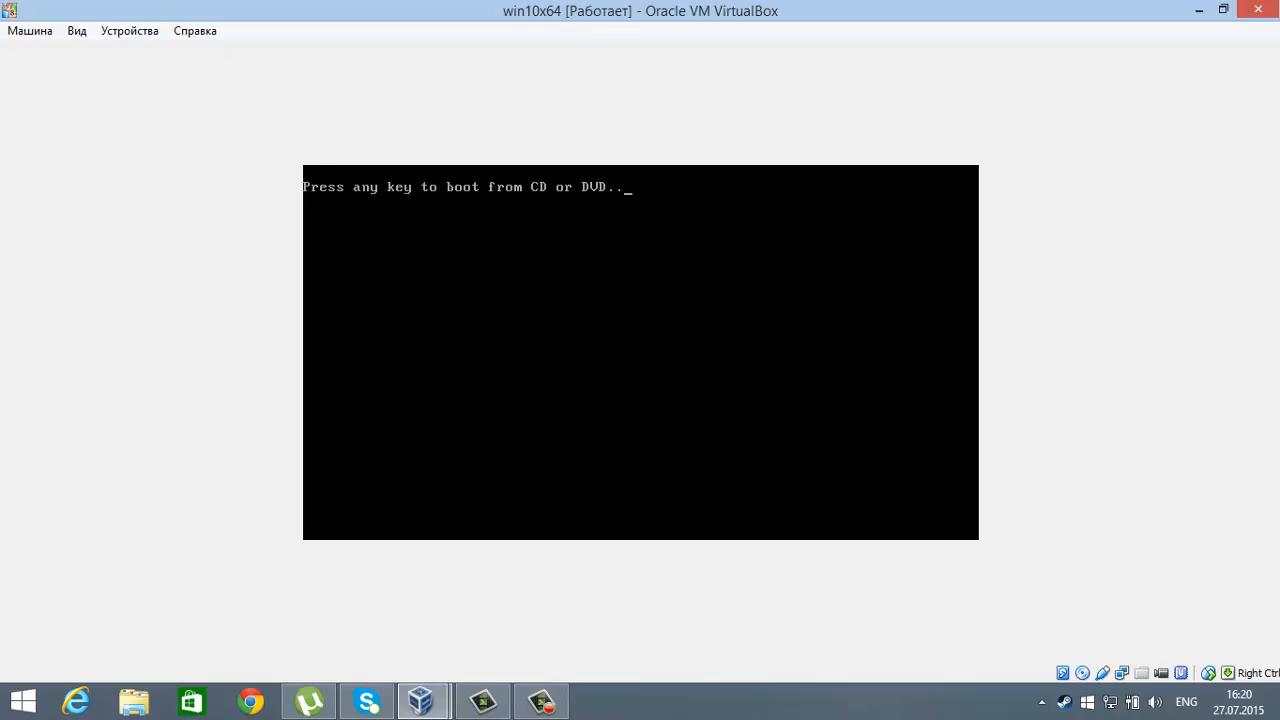 win10x64 [Работает] - Oracle VM VirtualBox
Машина Вид Устройства Справка
Press any key to boot from CD or DVD.._
Right Ctrl
ENG
16:20
27.07.2015